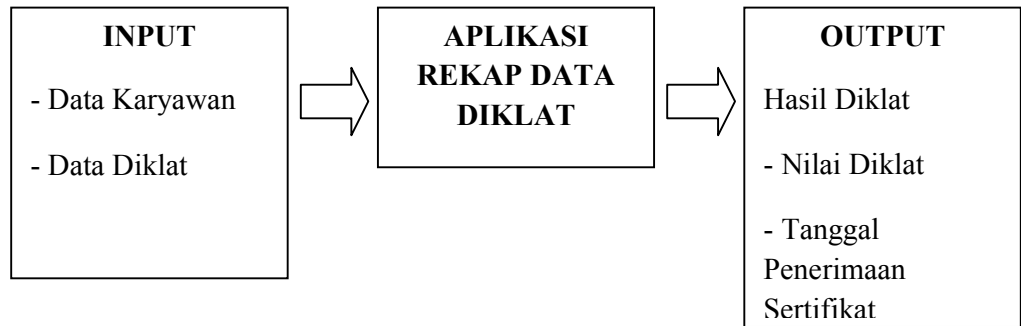 INPUT
- Data Karyawan
- Data Diklat
APLIKASI
REKAP DATA
DIKLAT
OUTPUT
Hasil Diklat
- Nilai Diklat
- Tanggal
Penerimaan
Sertifikat